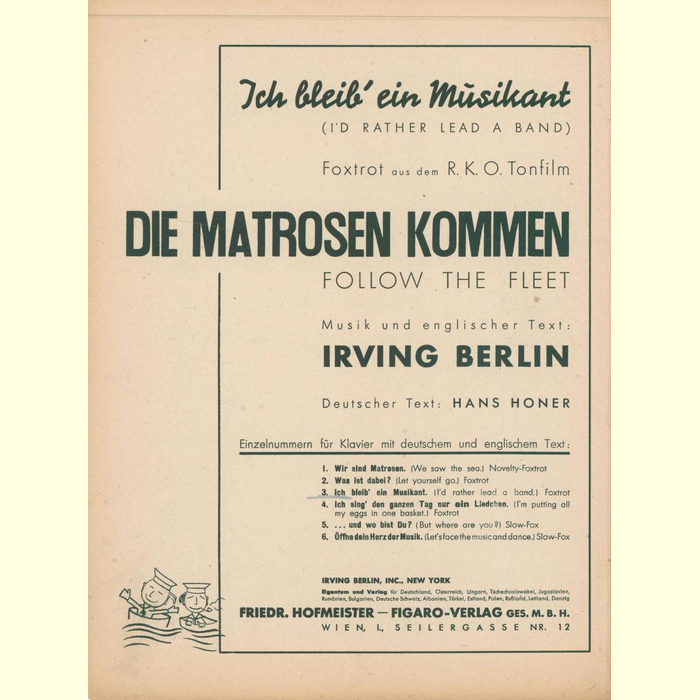 Ich bleib' ein Musikant
(I'D RATHER LEAD A BAND)
Foxtrot aus dem R. K. O. Tonfilm
DIE MATROSEN KOMMEN
FOLLOW THE FLEET
Musik und englischer Text:
IRVING BERLIN
Deutscher Text: HANS HONER
Einzelnummern für Klavier mit deutschem und englischem Text:
1. Wir sind Matrosen. (We saw the sea.) Novelty-Foxtrot
2. Was ist dabei? (Let yourself go.) Foxtrot
3. Ich bleib' ein Musikant. (I'd rather lead a band.) Foxtrot
4. Ich sing' den ganzen Tag nur ein Liedchen. (I'm putting all
my eggs in one basket.) Foxtrot
5. ... und wo bist Du? (But where are you?) Slow-Fox
6. Öffne dein Herz der Musik. (Let's face the music and dance.) Slow-Fox
IRVING BERLIN, INC., NEW YORK
Eigentum und Verlag für Deutschland, Österreich, Ungarn, Tschechoslowakei, Jugoslavien,
Rumänien, Bulgarien, Deutsche Schweiz, Albanien, Türkei, Estland, Polen, Rußland, Lettland, Danzig
FRIEDR. HOFMEISTER — FIGARO-VERLAG GES. M. B. H.
WIEN, I., SEILERGASSE NR. 12